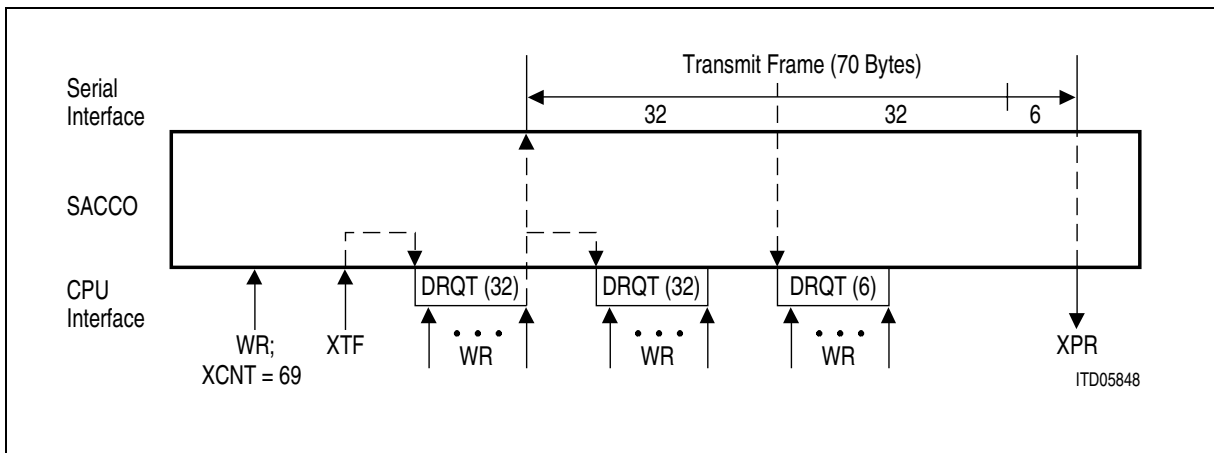 Transmit Frame (70 Bytes)
Serial
Interface
32
32
6
SACCO
CPU
Interface
DRQT (32)
DRQT (32)
DRQT (6)
WR;
XCNT = 69
XTF
WR
WR
WR
XPR
ITD05848